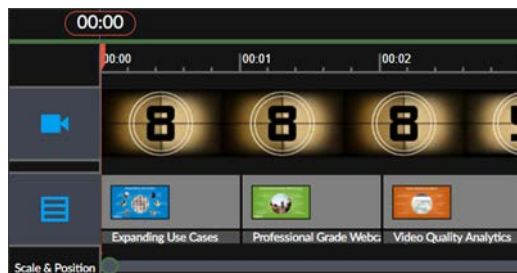 00:00
00:00 00:01 00:02
8 8 8
Expanding Use Cases Professional Grade Webc Video Quality Analytics
Scale & Position